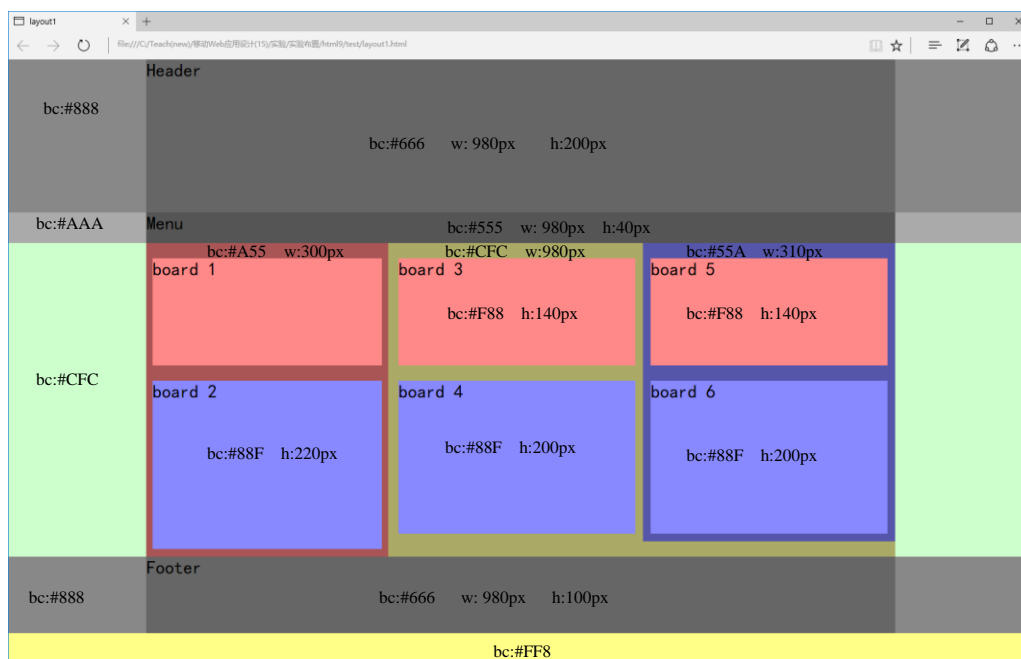 layout1
file:///C:/Teach(new)/移动Web应用设计(15)/实验/实验布置/html9/test/layout1.html
Header
bc:#888
bc:#666 w: 980px h:200px
bc:#AAA
Menu
bc:#555 w: 980px h:40px
bc:#A55 w:300px
bc:#CFC w:980px
bc:#55A w:310px
board 1
board 3
board 5
bc:#F88 h:140px
bc:#F88 h:140px
bc:#CFC
board 2
board 4
board 6
bc:#88F h:220px
bc:#88F h:200px
bc:#88F h:200px
Footer
bc:#888
bc:#666 w: 980px h:100px
bc:#FF8